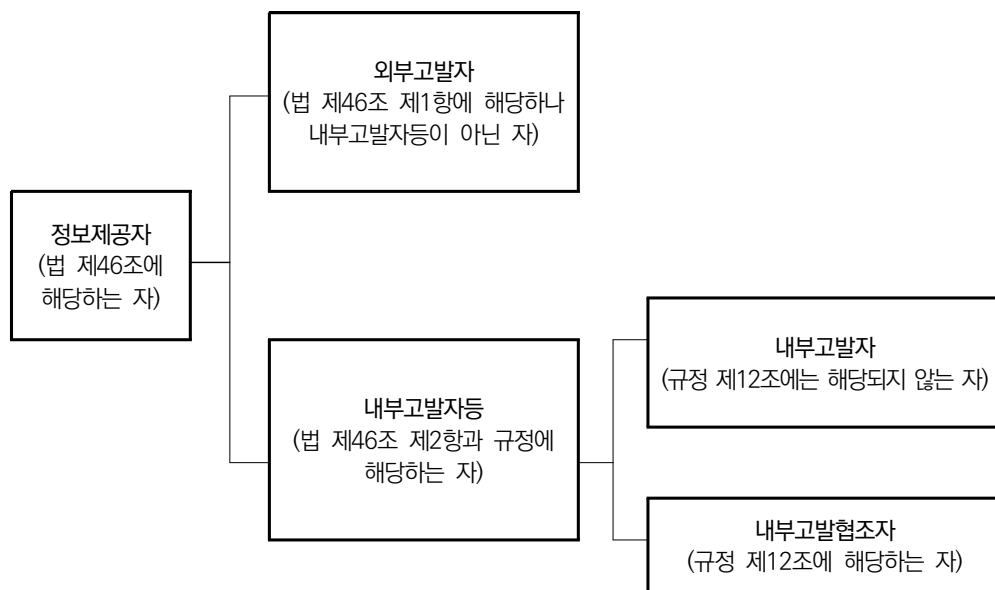 외부고발자
(법 제46조 제1항에 해당하나
내부고발자등이 아닌 자)
정보제공자
(법 제46조에
해당하는 자)
내부고발자등
(법 제46조 제2항과 규정에
해당하는 자)
내부고발자
(규정 제12조에는 해당되지 않는 자)
내부고발협조자
(규정 제12조에 해당하는 자)